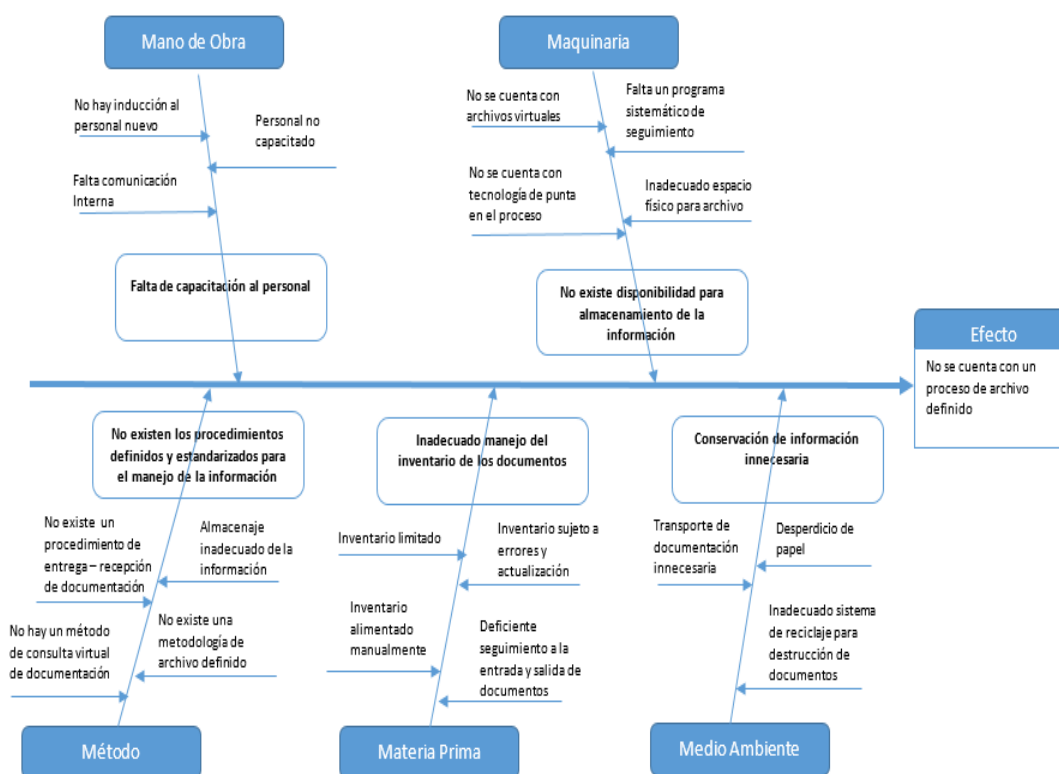 Mano de Obra
No hay inducción al
personal nuevo
Personal no
capacitado
Falta comunicación
Interna
Falta de capacitación al personal
Maquinaria
No se cuenta con
archivos virtuales
Falta un programa
sistemático de
seguimiento
No se cuenta con
tecnología de punta
en el proceso
Inadecuado espacio
físico para archivo
No existe disponibilidad para
almacenamiento de la
información
Efecto
No se cuenta con un
proceso de archivo
definido
No existen los procedimientos
definidos y estandarizados para
el manejo de la información
No existe un
procedimiento de
entrega – recepción
de documentación
Almacenaje
inadecuado de la
información
No hay un método
de consulta virtual
de documentación
No existe una
metodología de
archivo definido
Método
Inadecuado manejo del
inventario de los documentos
Inventario limitado
Inventario sujeto a
errores y
actualización
Inventario
alimentado
manualmente
Deficiente
seguimiento a la
entrada y salida de
documentos
Materia Prima
Conservación de información
innecesaria
Transporte de
documentación
innecesaria
Desperdicio de
papel
Inadecuado sistema
de reciclaje para
destrucción de
documentos
Medio Ambiente